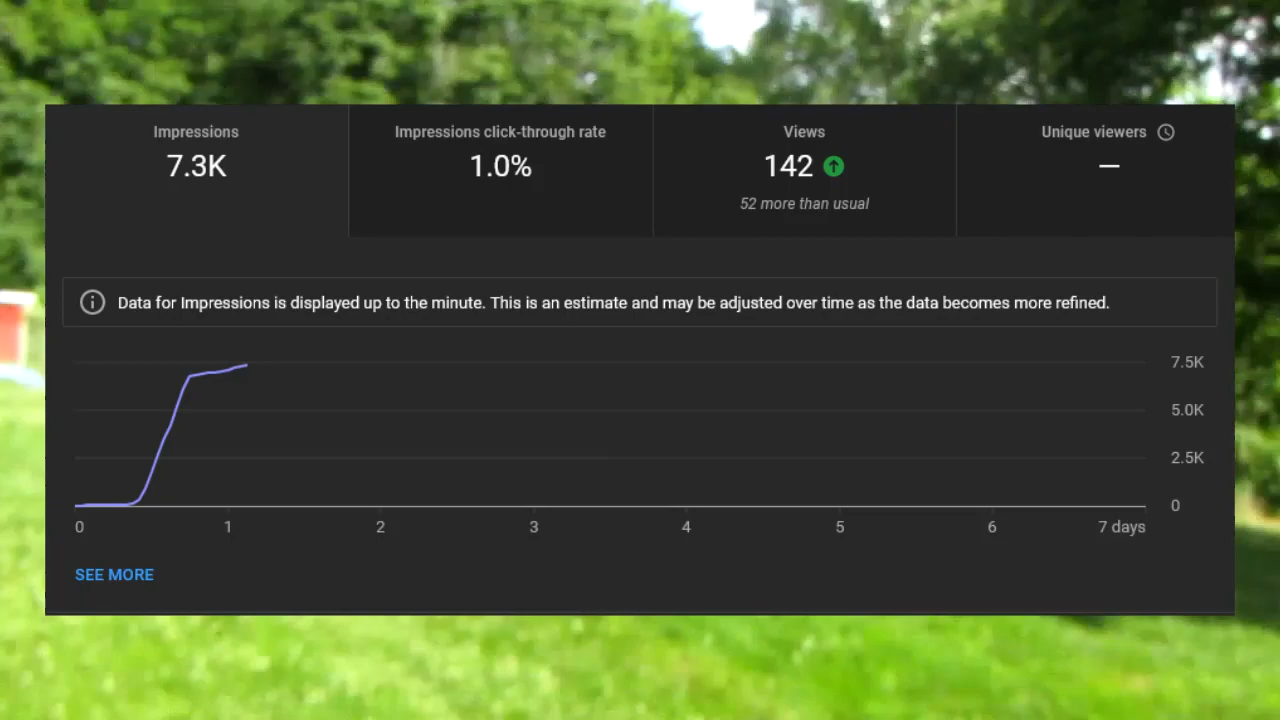 Impressions
7.3K
Impressions click-through rate
1.0%
Views
142
52 more than usual
Unique viewers
—
Data for Impressions is displayed up to the minute. This is an estimate and may be adjusted over time as the data becomes more refined.
7.5K
5.0K
2.5K
0
0 1 2 3 4 5 6 7 days
SEE MORE